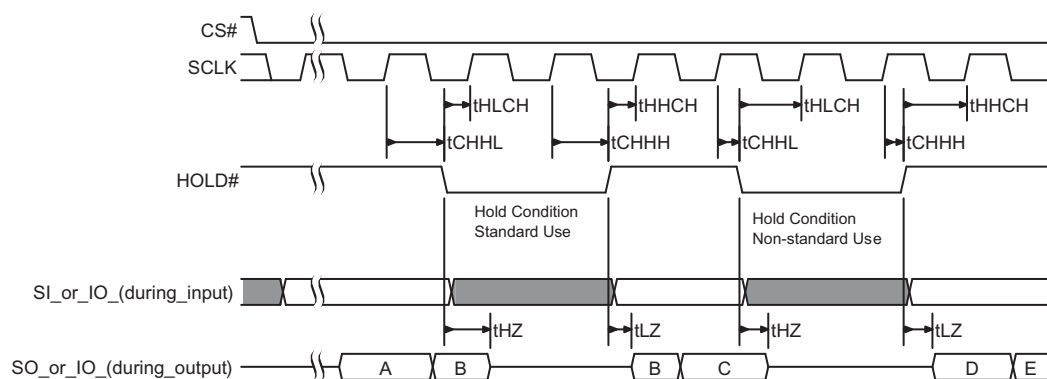 CS#
SCLK
tHLCH tHHCH tHLCH tHHCH
tCHHL tCHHH tCHHL tCHHH
HOLD#
Hold Condition
Standard Use
Hold Condition
Non-standard Use
SI_or_IO_(during_input)
tHZ tLZ tHZ tLZ
SO_or_IO_(during_output) A B B C D E